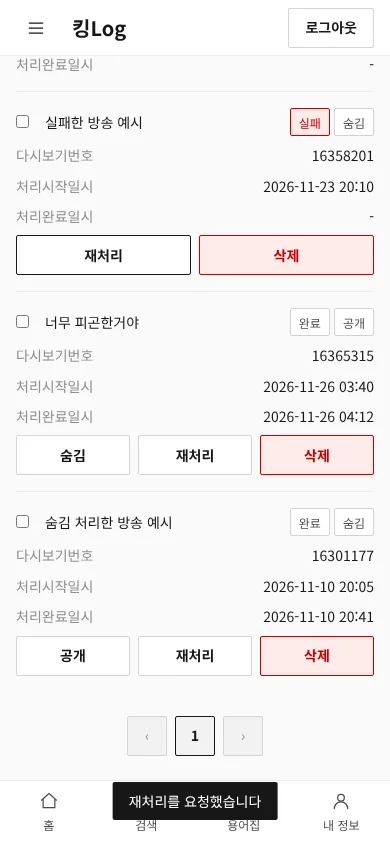 킹Log
로그아웃
처리완료일시 -
실패한 방송 예시 실패 숨김
다시보기번호 16358201
처리시작일시 2026-11-23 20:10
처리완료일시 -
재처리 삭제
너무 피곤한거야 완료 공개
다시보기번호 16365315
처리시작일시 2026-11-26 03:40
처리완료일시 2026-11-26 04:12
숨김 재처리 삭제
숨김 처리한 방송 예시 완료 숨김
다시보기번호 16301177
처리시작일시 2026-11-10 20:05
처리완료일시 2026-11-10 20:41
공개 재처리 삭제
‹ 1 ›
재처리를 요청했습니다
홈 검색 용어집 내 정보